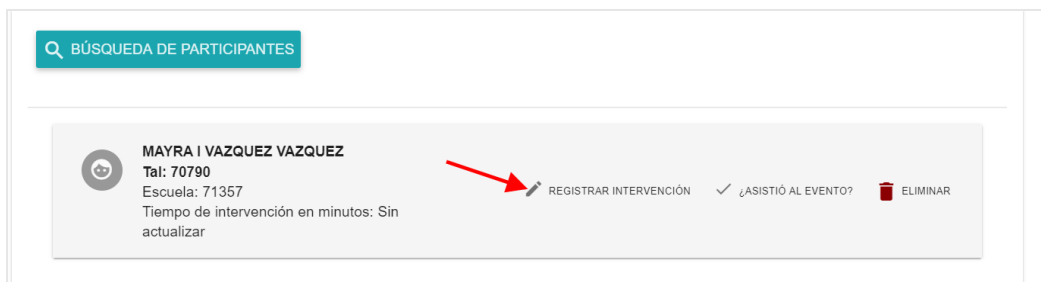 BÚSQUEDA DE PARTICIPANTES
MAYRA I VAZQUEZ VAZQUEZ
Tal: 70790
Escuela: 71357
Tiempo de intervención en minutos: Sin
actualizar
REGISTRAR INTERVENCIÓN
¿ASISTIÓ AL EVENTO?
ELIMINAR